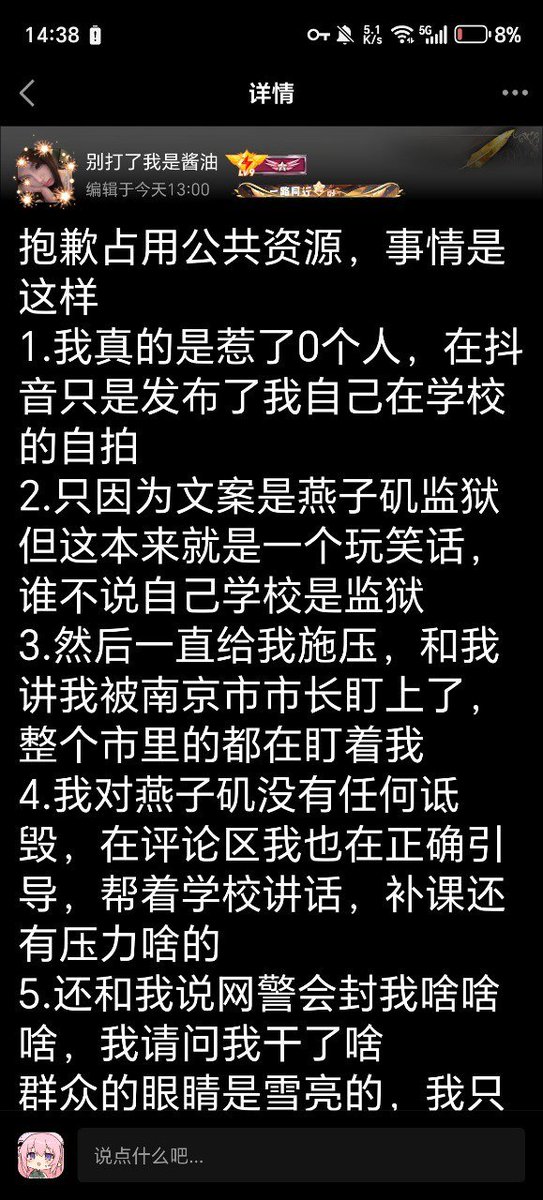 14:38
5.1
K/s
5G
8%
详情
别打了我是酱油
LV9
编辑于今天13:00
一路同行
抱歉占用公共资源，事情是
这样
1.我真的是惹了0个人，在抖
音只是发布了我自己在学校
的自拍
2.只因为文案是燕子矶监狱
但这本来就是一个玩笑话，
谁不说自己学校是监狱
3.然后一直给我施压，和我
讲我被南京市市长盯上了，
整个市里的都在盯着我
4.我对燕子矶没有任何诋
毁，在评论区我也在正确引
导，帮着学校讲话，补课还
有压力啥的
5.还和我说网警会封我啥啥
啥，我请问我干了啥
群众的眼睛是雪亮的，我只
说点什么吧...